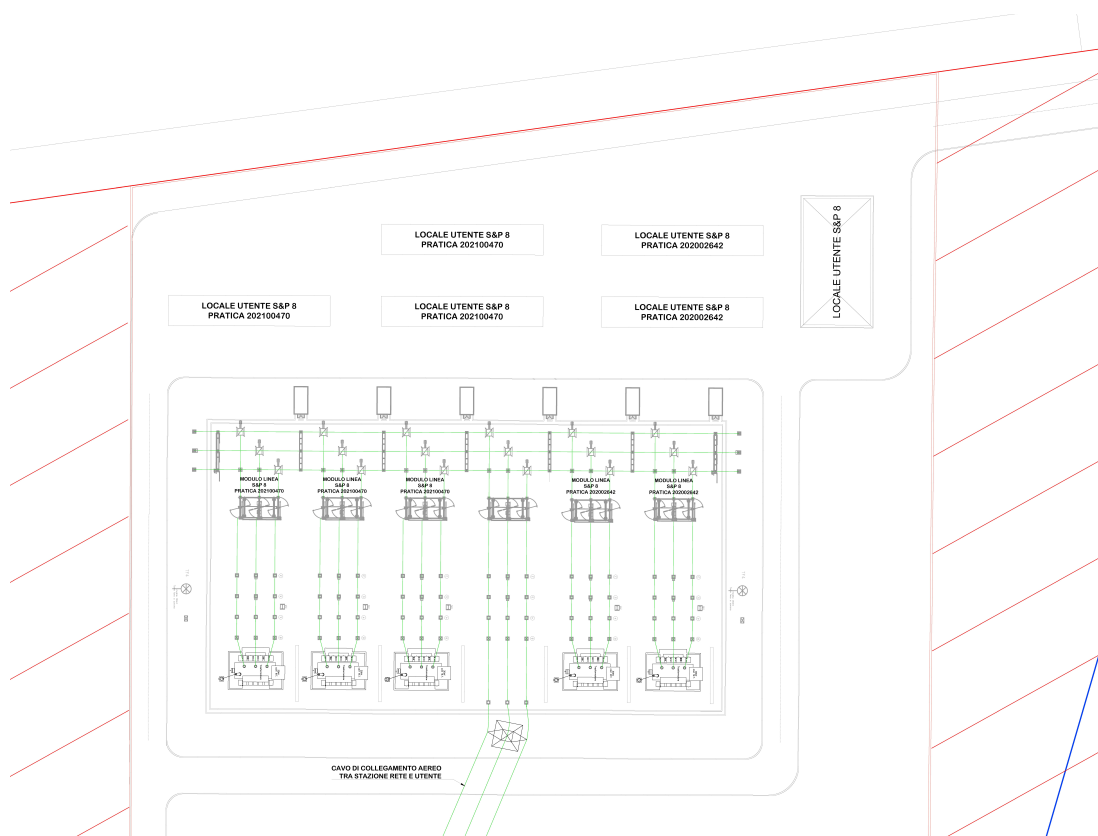 LOCALE UTENTE S&P 8
PRATICA 202100470
LOCALE UTENTE S&P 8
PRATICA 202002642
LOCALE UTENTE S&P 8
LOCALE UTENTE S&P 8
PRATICA 202100470
LOCALE UTENTE S&P 8
PRATICA 202100470
LOCALE UTENTE S&P 8
PRATICA 202002642
MODULO LINEA
S&P 8
PRATICA 202100470
MODULO LINEA
S&P 8
PRATICA 202100470
MODULO LINEA
S&P 8
PRATICA 202100470
MODULO LINEA
S&P 8
PRATICA 202002642
MODULO LINEA
S&P 8
PRATICA 202002642
CAVO DI COLLEGAMENTO AEREO
TRA STAZIONE RETE E UTENTE